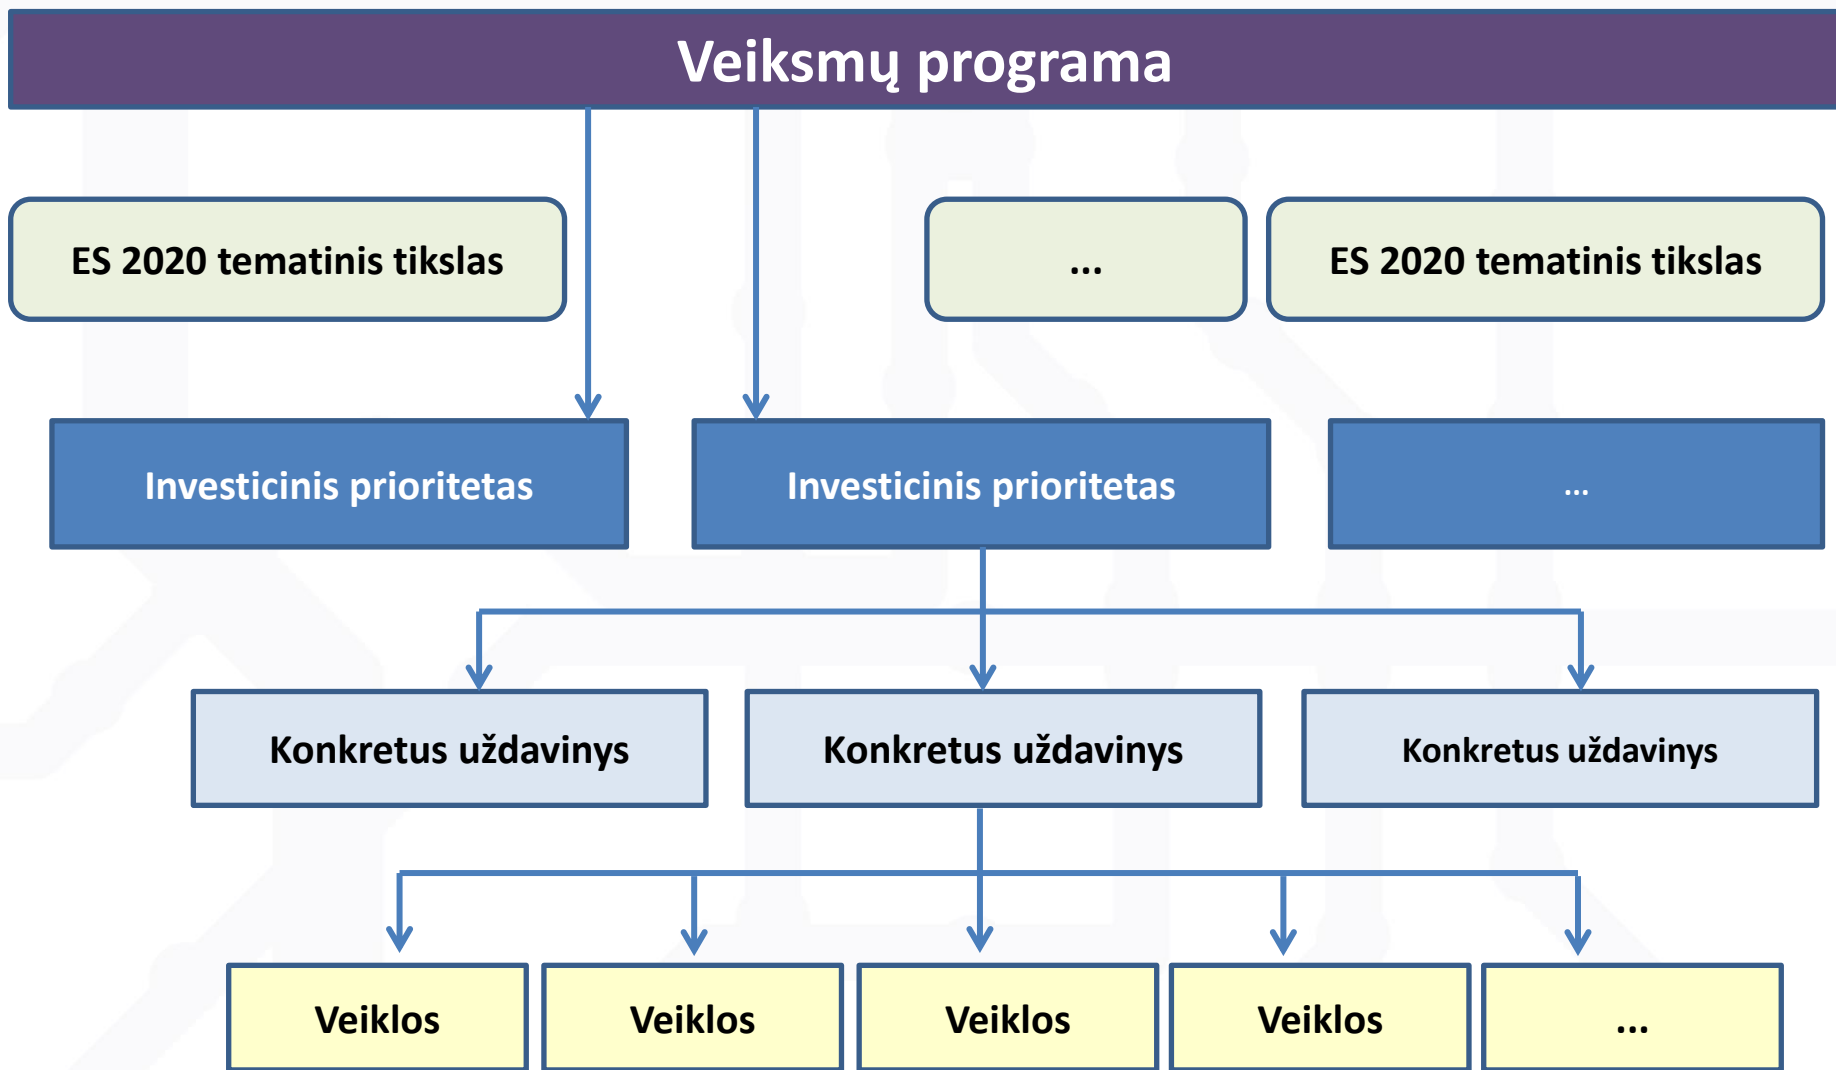 Veiksmų programa
ES 2020 tematinis tikslas
...
ES 2020 tematinis tikslas
Investicinis prioritetas
Investicinis prioritetas
...
Konkretus uždavinys
Konkretus uždavinys
Konkretus uždavinys
Veiklos
Veiklos
Veiklos
Veiklos
...